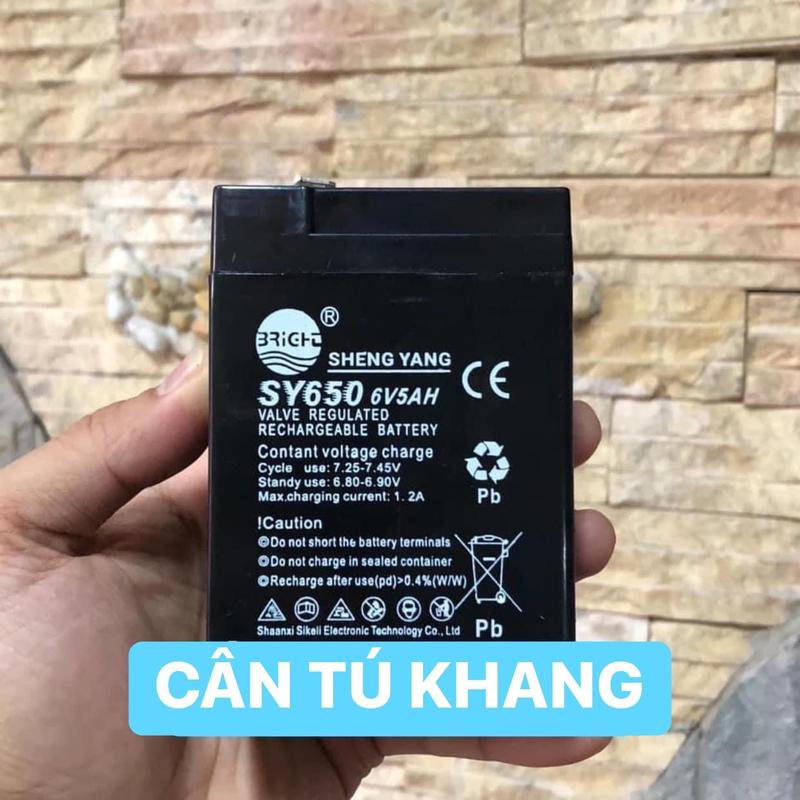 BRIGHT ®
SHENG YANG
SY650 6V5AH
VALVE REGULATED
RECHARGEABLE BATTERY
Contant voltage charge
Cycle use: 7.25-7.45V
Standy use: 6.80-6.90V
Max.charging current: 1.2A
Pb
!Caution
Do not short the battery terminals
Do not charge in sealed container
Recharge after use(pd)>0.4%(W/W)
Shaanxi Sikeli Electronic Technology Co., Ltd
Pb
CÂN TÚ KHANG